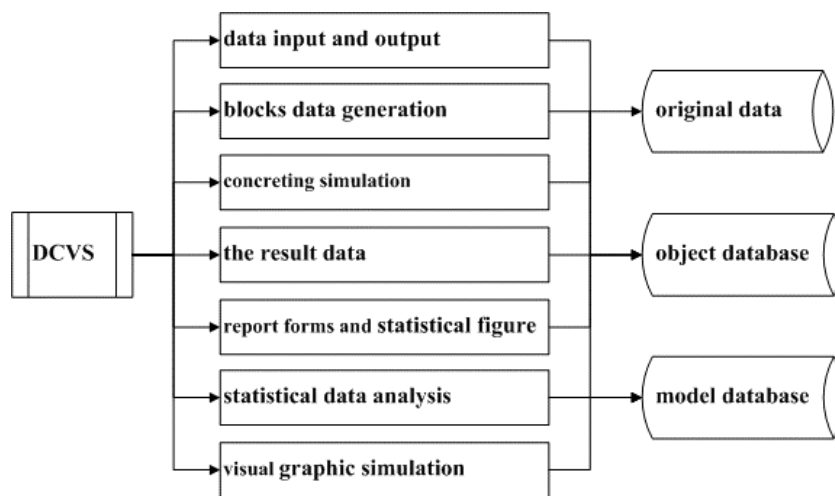 data input and output
blocks data generation
original data
concreting simulation
DCVS
the result data
object database
report forms and statistical figure
statistical data analysis
model database
visual graphic simulation